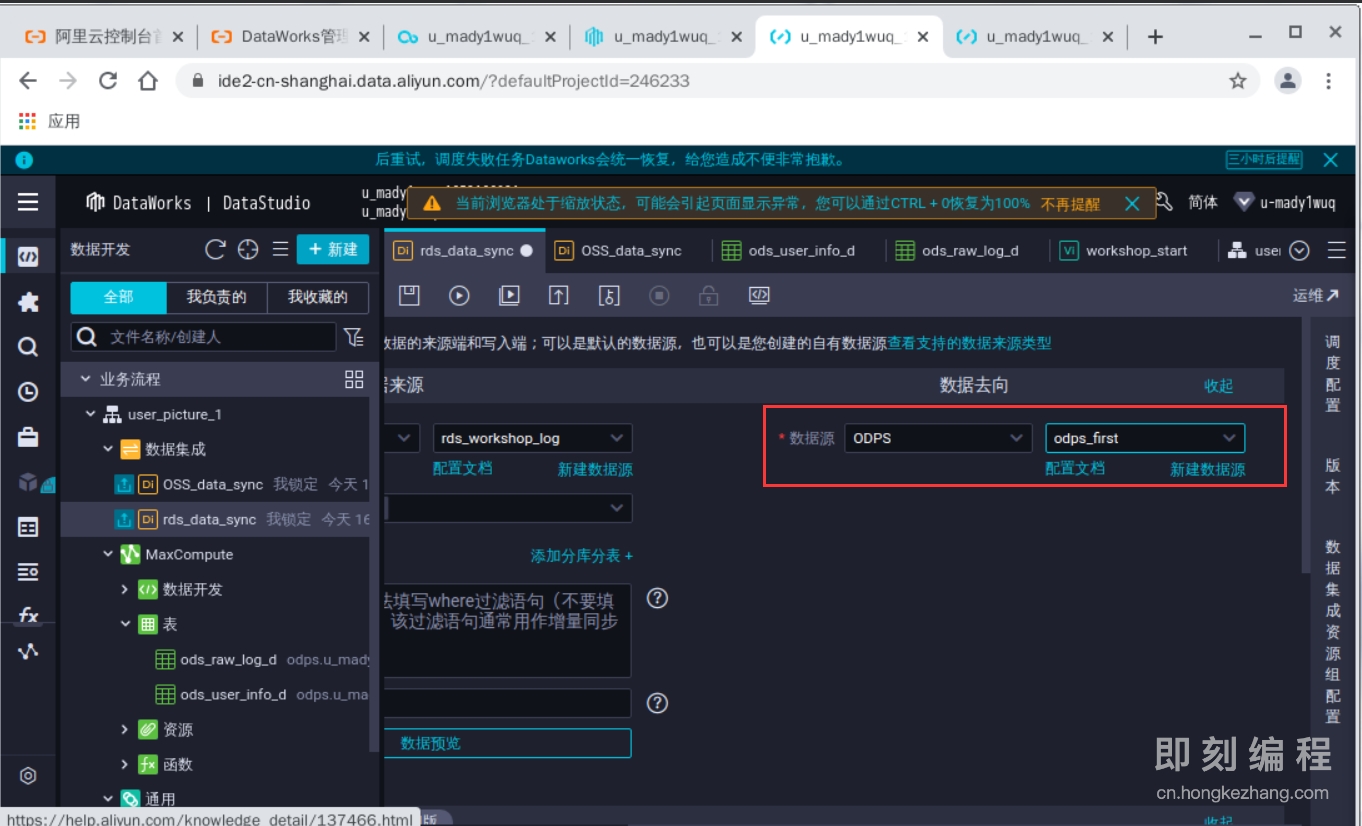 阿里云控制台首
DataWorks管理
u_mady1wuq_
u_mady1wuq_
u_mady1wuq_
u_mady1wuq_
ide2-cn-shanghai.data.aliyun.com/?defaultProjectId=246233
应用
后重试，调度失败任务Dataworks会统一恢复，给您造成不便非常抱歉。
三小时后提醒
DataWorks | DataStudio
u_mady
u_mady
当前浏览器处于缩放状态，可能会引起页面显示异常，您可以通过CTRL + 0恢复为100%
不再提醒
简体
u-mady1wuq
数据开发
+ 新建
Di rds_data_sync
Di OSS_data_sync
ods_user_info_d
ods_raw_log_d
Vi workshop_start
user
全部
我负责的
我收藏的
运维
文件名称/创建人
数据的来源端和写入端；可以是默认的数据源，也可以是您创建的自有数据源查看支持的数据来源类型
业务流程
来源
数据去向
收起
user_picture_1
数据集成
rds_workshop_log
* 数据源
ODPS
odps_first
配置文档
新建数据源
配置文档
新建数据源
Di OSS_data_sync 我锁定 今天 1
Di rds_data_sync 我锁定 今天 16
MaxCompute
添加分库分表 +
数据开发
填写where过滤语句（不要填
该过滤语句通常用作增量同步
表
ods_raw_log_d odps.u_mady
ods_user_info_d odps.u_ma
资源
数据预览
函数
通用
调度配置
版本
数据集成资源组配置
fx
即刻编程
cn.hongkezhang.com
https://help.aliyun.com/knowledge_detail/137466.html
版
收起